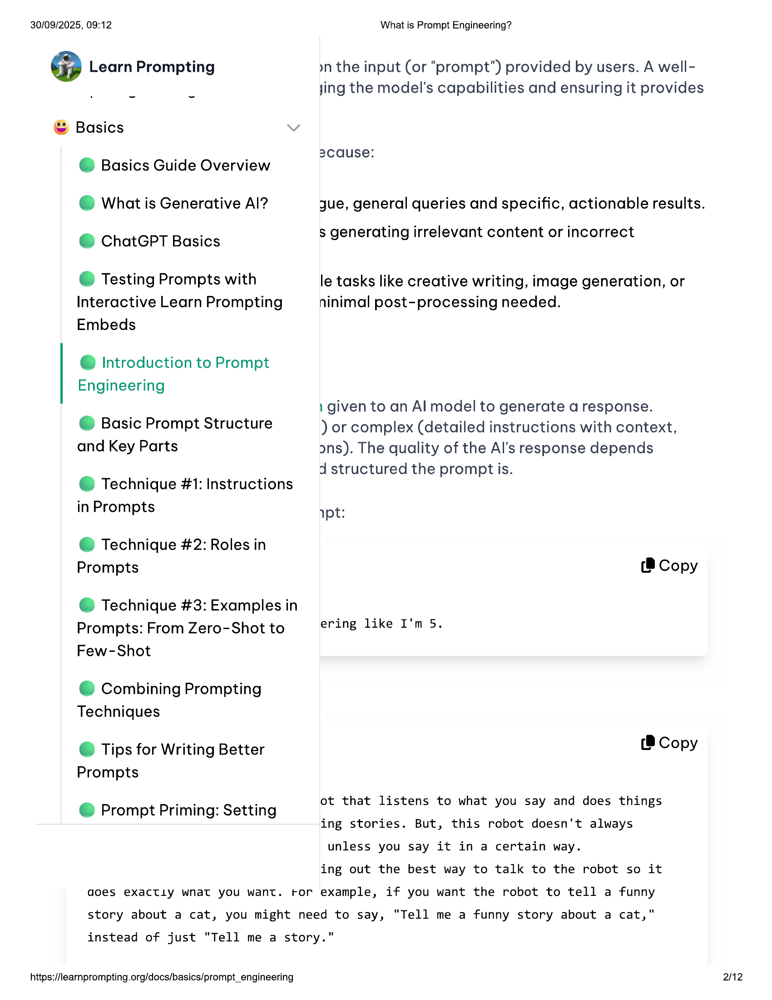 30/09/2025, 09:12
What is Prompt Engineering?
Learn Prompting
Basics
Basics Guide Overview
What is Generative AI?
ChatGPT Basics
Testing Prompts with
Interactive Learn Prompting
Embeds
Introduction to Prompt
Engineering
Basic Prompt Structure
and Key Parts
Technique #1: Instructions
in Prompts
Technique #2: Roles in
Prompts
Technique #3: Examples in
Prompts: From Zero-Shot to
Few-Shot
Combining Prompting
Techniques
Tips for Writing Better
Prompts
Prompt Priming: Setting
on the input (or "prompt") provided by users. A well-
ging the model's capabilities and ensuring it provides
ecause:
gue, general queries and specific, actionable results.
s generating irrelevant content or incorrect
le tasks like creative writing, image generation, or
minimal post-processing needed.
given to an AI model to generate a response.
) or complex (detailed instructions with context,
ons). The quality of the AI's response depends
d structured the prompt is.
mpt:
Copy
ering like I'm 5.
Copy
ot that listens to what you say and does things
ing stories. But, this robot doesn't always
unless you say it in a certain way.
ing out the best way to talk to the robot so it
does exactly what you want. For example, if you want the robot to tell a funny
story about a cat, you might need to say, "Tell me a funny story about a cat,"
instead of just "Tell me a story."
https://learnprompting.org/docs/basics/prompt_engineering
2/12